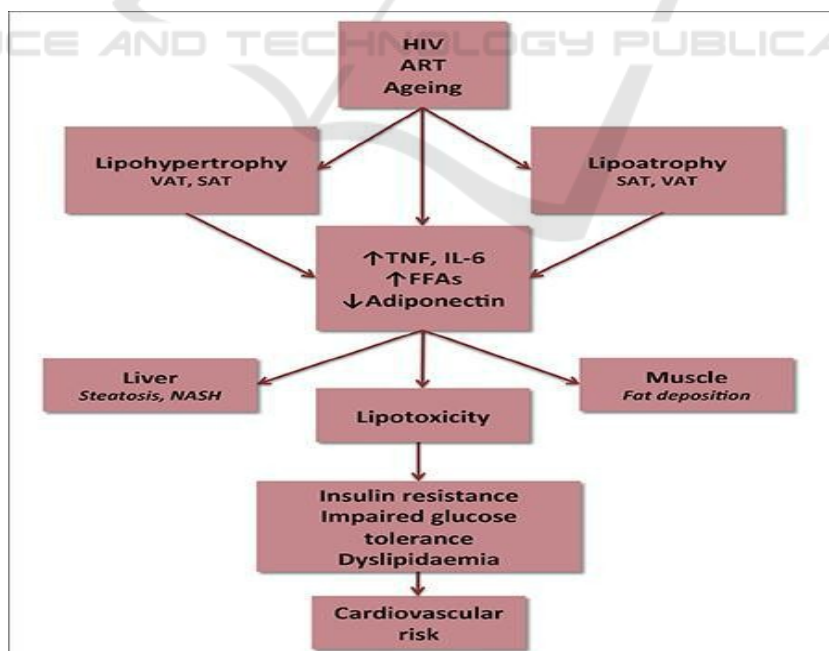 HIV
ART
Ageing
Lipohypertrophy
VAT, SAT
Lipoatrophy
SAT, VAT
↑TNF, IL-6
↑FFAs
↓Adiponectin
Liver
Steatosis, NASH
Muscle
Fat deposition
Lipotoxicity
Insulin resistance
Impaired glucose
tolerance
Dyslipidaemia
Cardiovascular
risk